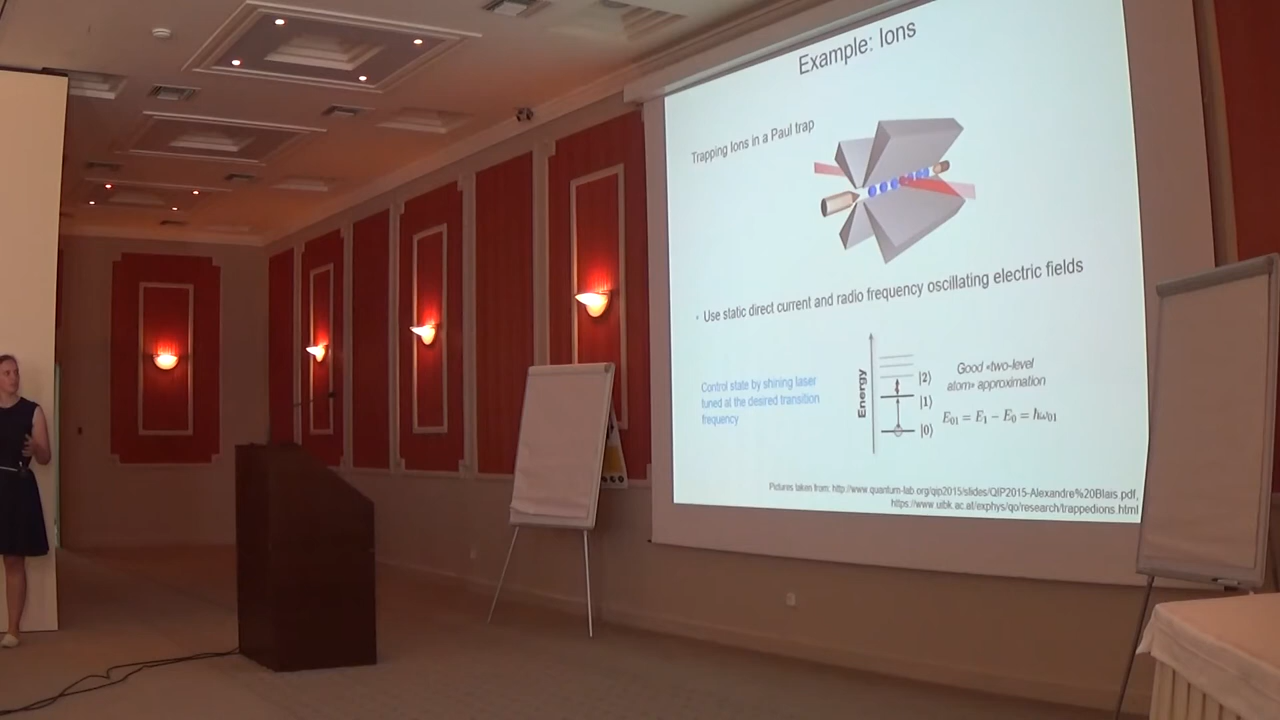 Example: Ions
Trapping Ions in a Paul trap
• Use static direct current and radio frequency oscillating electric fields
Control state by shining laser
tuned at the desired transition
frequency
Energy
|2⟩
|1⟩
|0⟩
Good «two-level
atom» approximation
E₀₁ = E₁ − E₀ = ħω₀₁
Pictures taken from: http://www.quantum-lab.org/qip2015/slides/QIP2015-Alexandre%20Blais.pdf,
https://www.uibk.ac.at/exphys/qo/research/trappedions.html